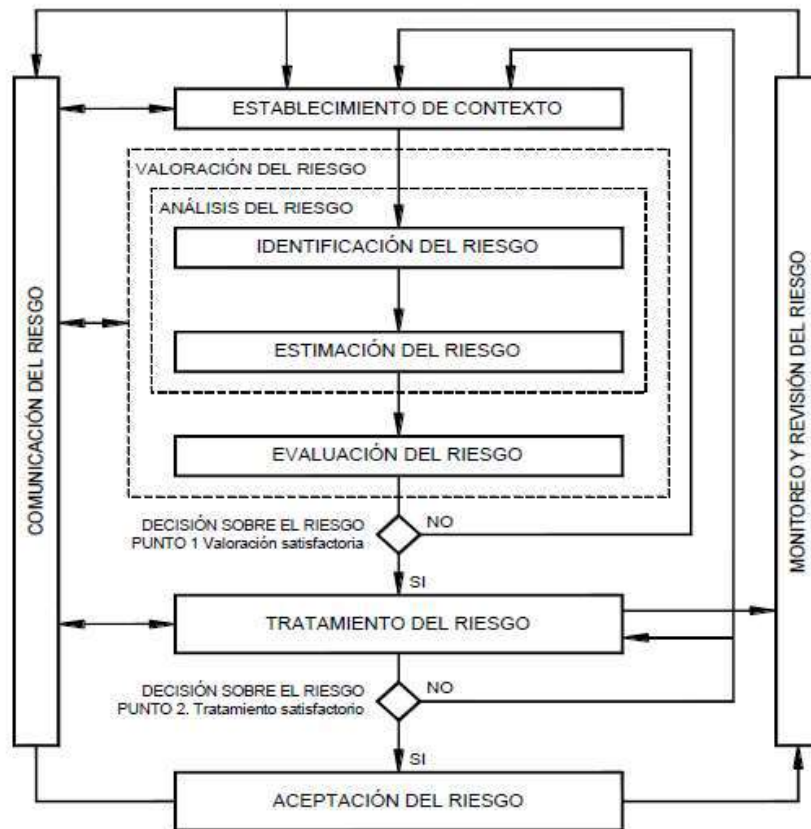 ESTABLECIMIENTO DE CONTEXTO
VALORACIÓN DEL RIESGO
ANÁLISIS DEL RIESGO
IDENTIFICACIÓN DEL RIESGO
ESTIMACIÓN DEL RIESGO
EVALUACIÓN DEL RIESGO
DECISIÓN SOBRE EL RIESGO
PUNTO 1 Valoración satisfactoria
NO
SI
TRATAMIENTO DEL RIESGO
DECISIÓN SOBRE EL RIESGO
PUNTO 2. Tratamiento satisfactorio
NO
SI
ACEPTACIÓN DEL RIESGO
COMUNICACIÓN DEL RIESGO
MONITOREO Y REVISIÓN DEL RIESGO